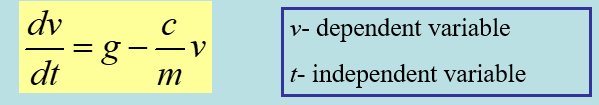 dv/dt = g − c/m v
v- dependent variable
t- independent variable